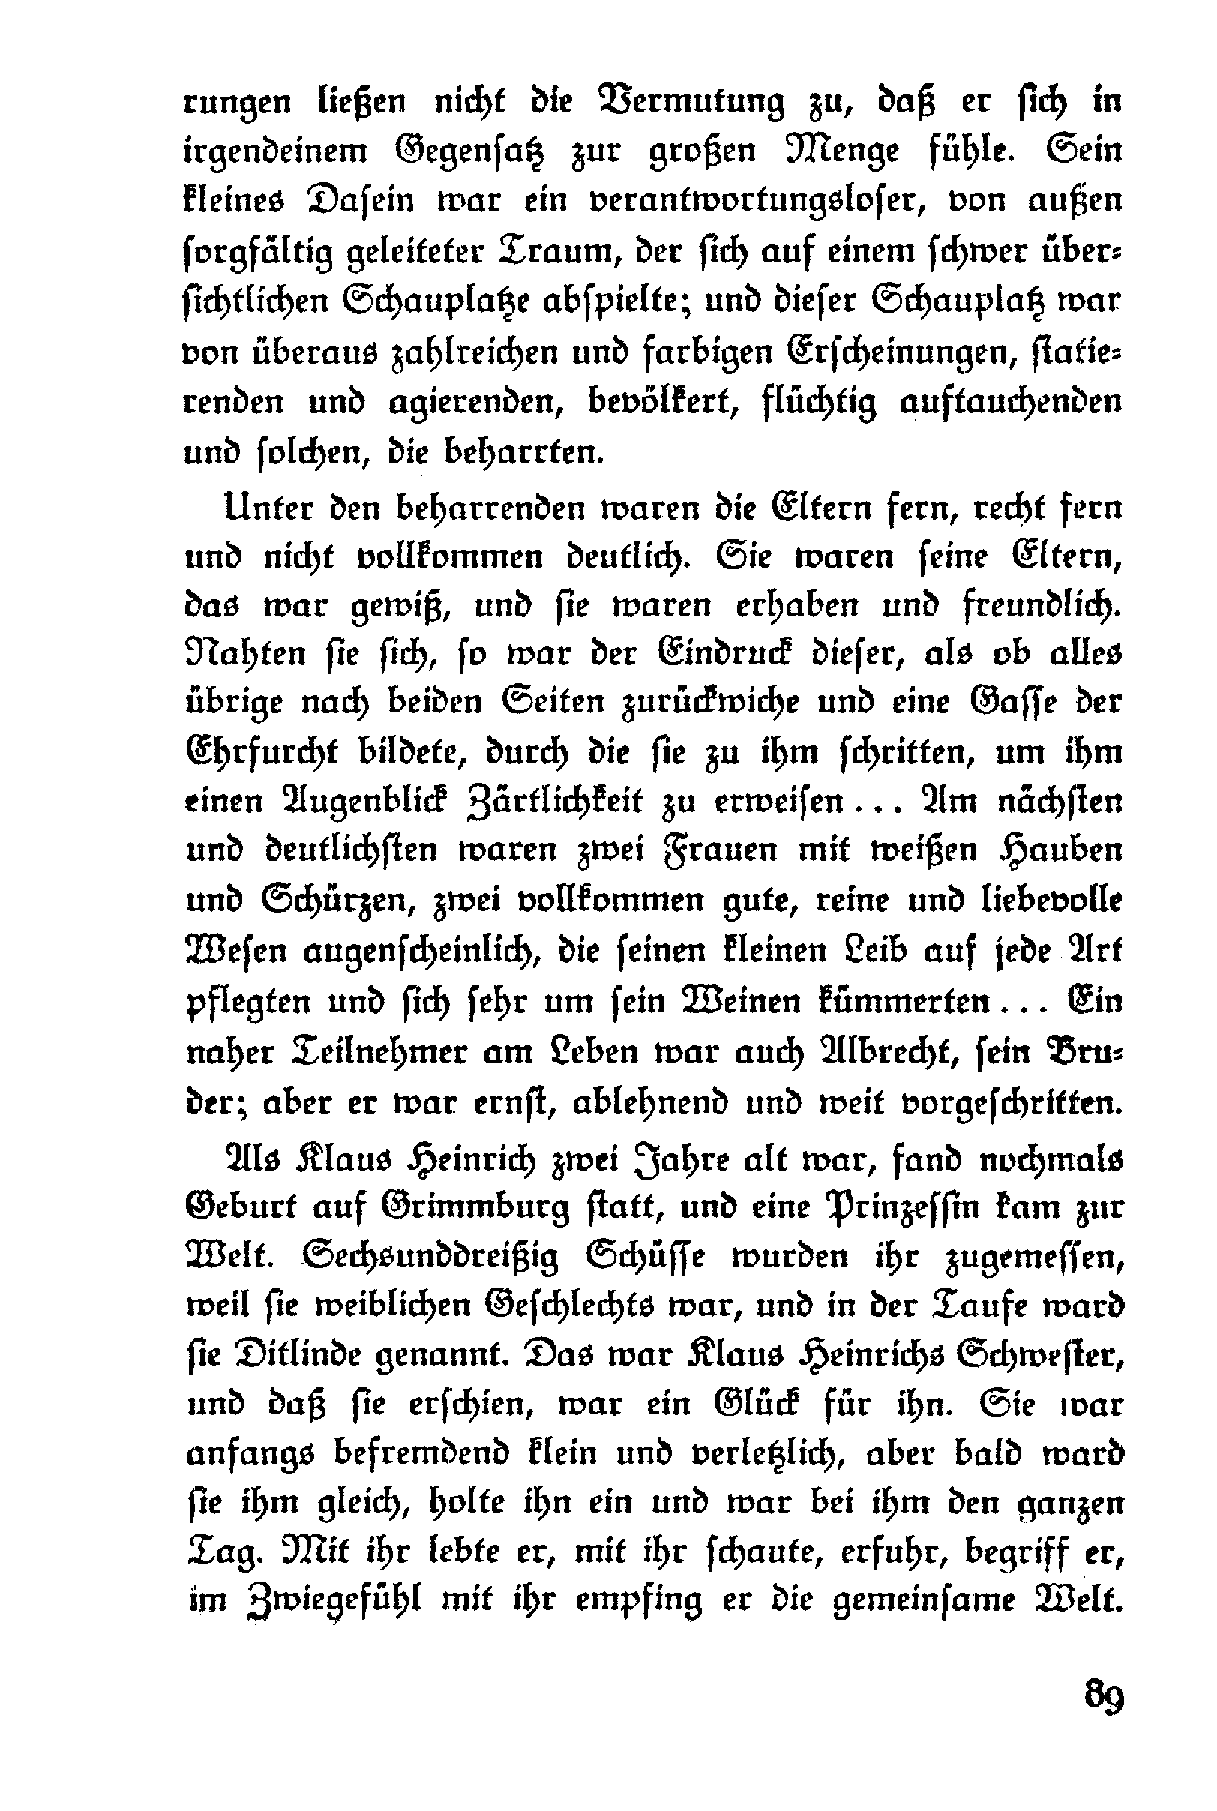 rungen ließen nicht die Vermutung zu, daß er sich in
irgendeinem Gegensatz zur großen Menge fühle. Sein
kleines Dasein war ein verantwortungsloser, von außen
sorgfältig geleiteter Traum, der sich auf einem schwer über-
sichtlichen Schauplatze abspielte; und dieser Schauplatz war
von überaus zahlreichen und farbigen Erscheinungen, statie-
renden und agierenden, bevölkert, flüchtig auftauchenden
und solchen, die beharrten.
Unter den beharrenden waren die Eltern fern, recht fern
und nicht vollkommen deutlich. Sie waren seine Eltern,
das war gewiß, und sie waren erhaben und freundlich.
Nahten sie sich, so war der Eindruck dieser, als ob alles
übrige nach beiden Seiten zurückwiche und eine Gasse der
Ehrfurcht bildete, durch die sie zu ihm schritten, um ihm
einen Augenblick Zärtlichkeit zu erweisen... Am nächsten
und deutlichsten waren zwei Frauen mit weißen Hauben
und Schürzen, zwei vollkommen gute, reine und liebevolle
Wesen augenscheinlich, die seinen kleinen Leib auf jede Art
pflegten und sich sehr um sein Weinen kümmerten... Ein
naher Teilnehmer am Leben war auch Albrecht, sein Bru-
der; aber er war ernst, ablehnend und weit vorgeschritten.
Als Klaus Heinrich zwei Jahre alt war, fand nochmals
Geburt auf Grimmburg statt, und eine Prinzessin kam zur
Welt. Sechsunddreißig Schüsse wurden ihr zugemessen,
weil sie weiblichen Geschlechts war, und in der Taufe ward
sie Ditlinde genannt. Das war Klaus Heinrichs Schwester,
und daß sie erschien, war ein Glück für ihn. Sie war
anfangs befremdend klein und verletzlich, aber bald ward
sie ihm gleich, holte ihn ein und war bei ihm den ganzen
Tag. Mit ihr lebte er, mit ihr schaute, erfuhr, begriff er,
im Zwiegefühl mit ihr empfing er die gemeinsame Welt.
89